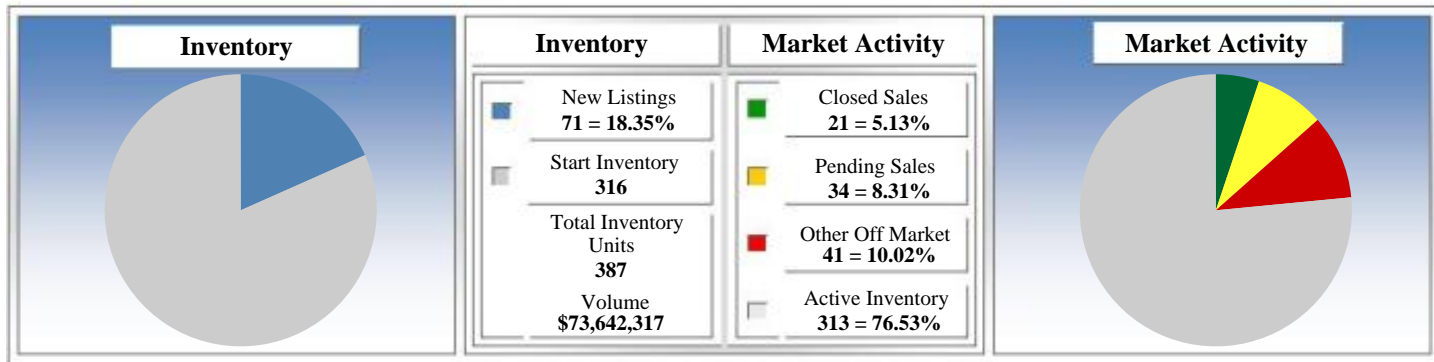 Inventory
Inventory
Market Activity
Market Activity
New Listings
71 = 18.35%
Start Inventory
316
Total Inventory
Units
387
Volume
$73,642,317
Closed Sales
21 = 5.13%
Pending Sales
34 = 8.31%
Other Off Market
41 = 10.02%
Active Inventory
313 = 76.53%